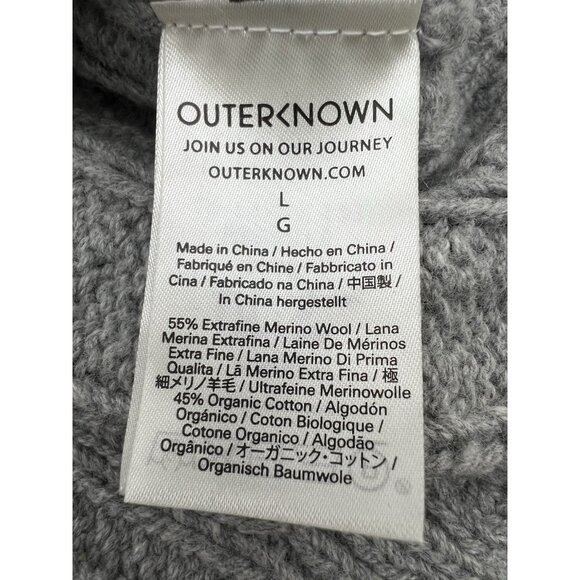 OUTERKNOWN
JOIN US ON OUR JOURNEY
OUTERKNOWN.COM
L
G
Made in China / Hecho en China /
Fabriqué en Chine / Fabbricato in
Cina / Fabricado na China / 中国製 /
In China hergestellt
55% Extrafine Merino Wool / Lana
Merina Extrafina / Laine De Mérinos
Extra Fine / Lana Merino Di Prima
Qualita / Lã Merino Extra Fina / 極
細メリノ羊毛 / Ultrafeine Merinowolle
45% Organic Cotton / Algodón
Orgánico / Coton Biologique /
Cotone Organico / Algodão
Orgânico / オーガニック・コットン /
Organisch Baumwole